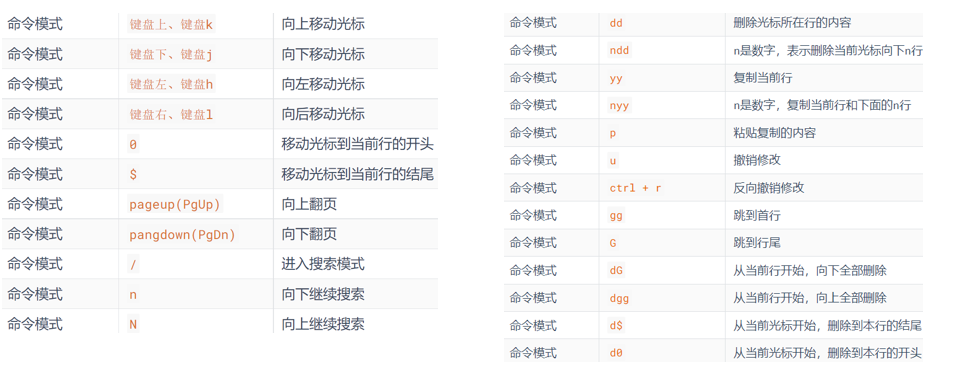 命令模式 键盘上、键盘k 向上移动光标
命令模式 键盘下、键盘j 向下移动光标
命令模式 键盘左、键盘h 向左移动光标
命令模式 键盘右、键盘l 向后移动光标
命令模式 0 移动光标到当前行的开头
命令模式 $ 移动光标到当前行的结尾
命令模式 pageup(PgUp) 向上翻页
命令模式 pangdown(PgDn) 向下翻页
命令模式 / 进入搜索模式
命令模式 n 向下继续搜索
命令模式 N 向上继续搜索
命令模式 dd 删除光标所在行的内容
命令模式 ndd n是数字，表示删除当前光标向下n行
命令模式 yy 复制当前行
命令模式 nyy n是数字，复制当前行和下面的n行
命令模式 p 粘贴复制的内容
命令模式 u 撤销修改
命令模式 ctrl + r 反向撤销修改
命令模式 gg 跳到首行
命令模式 G 跳到行尾
命令模式 dG 从当前行开始，向下全部删除
命令模式 dgg 从当前行开始，向上全部删除
命令模式 d$ 从当前光标开始，删除到本行的结尾
命令模式 d0 从当前光标开始，删除到本行的开头